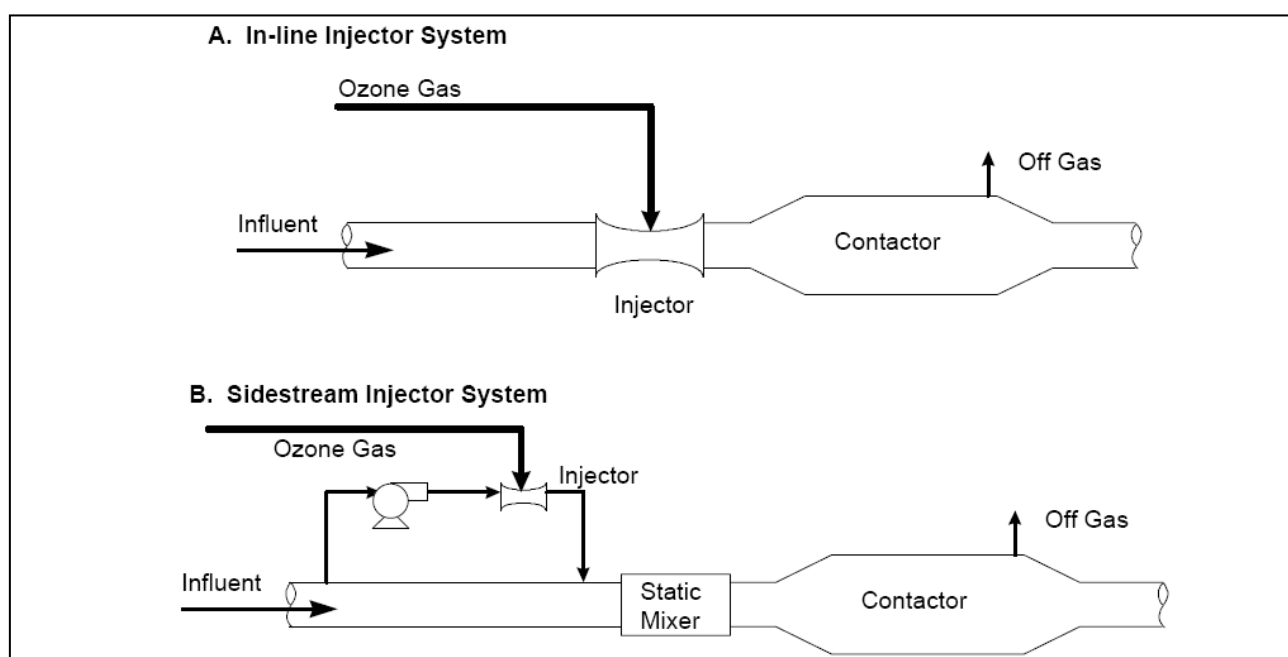 A. In-line Injector System
Ozone Gas
Off Gas
Influent
Contactor
Injector
B. Sidestream Injector System
Ozone Gas
Injector
Off Gas
Influent
Static
Mixer
Contactor